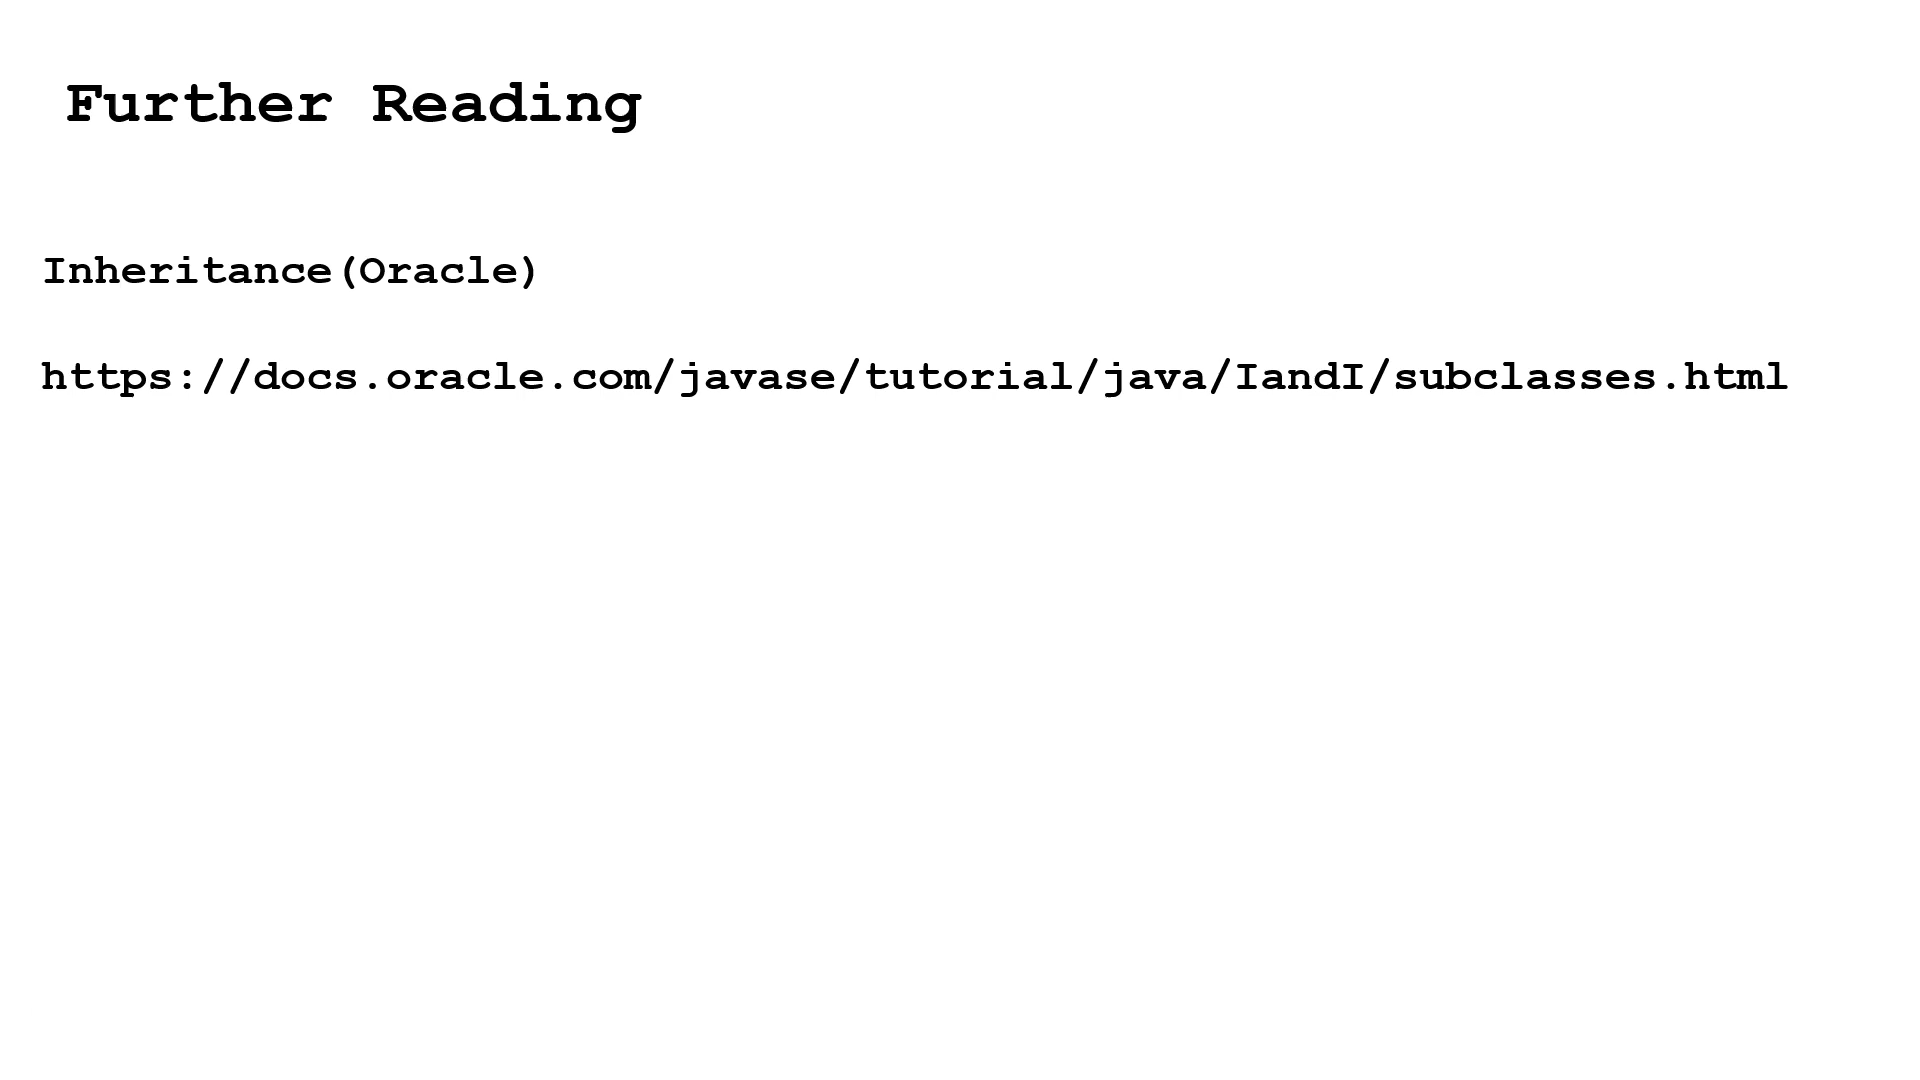 Further Reading
Inheritance(Oracle)
https://docs.oracle.com/javase/tutorial/java/IandI/subclasses.html